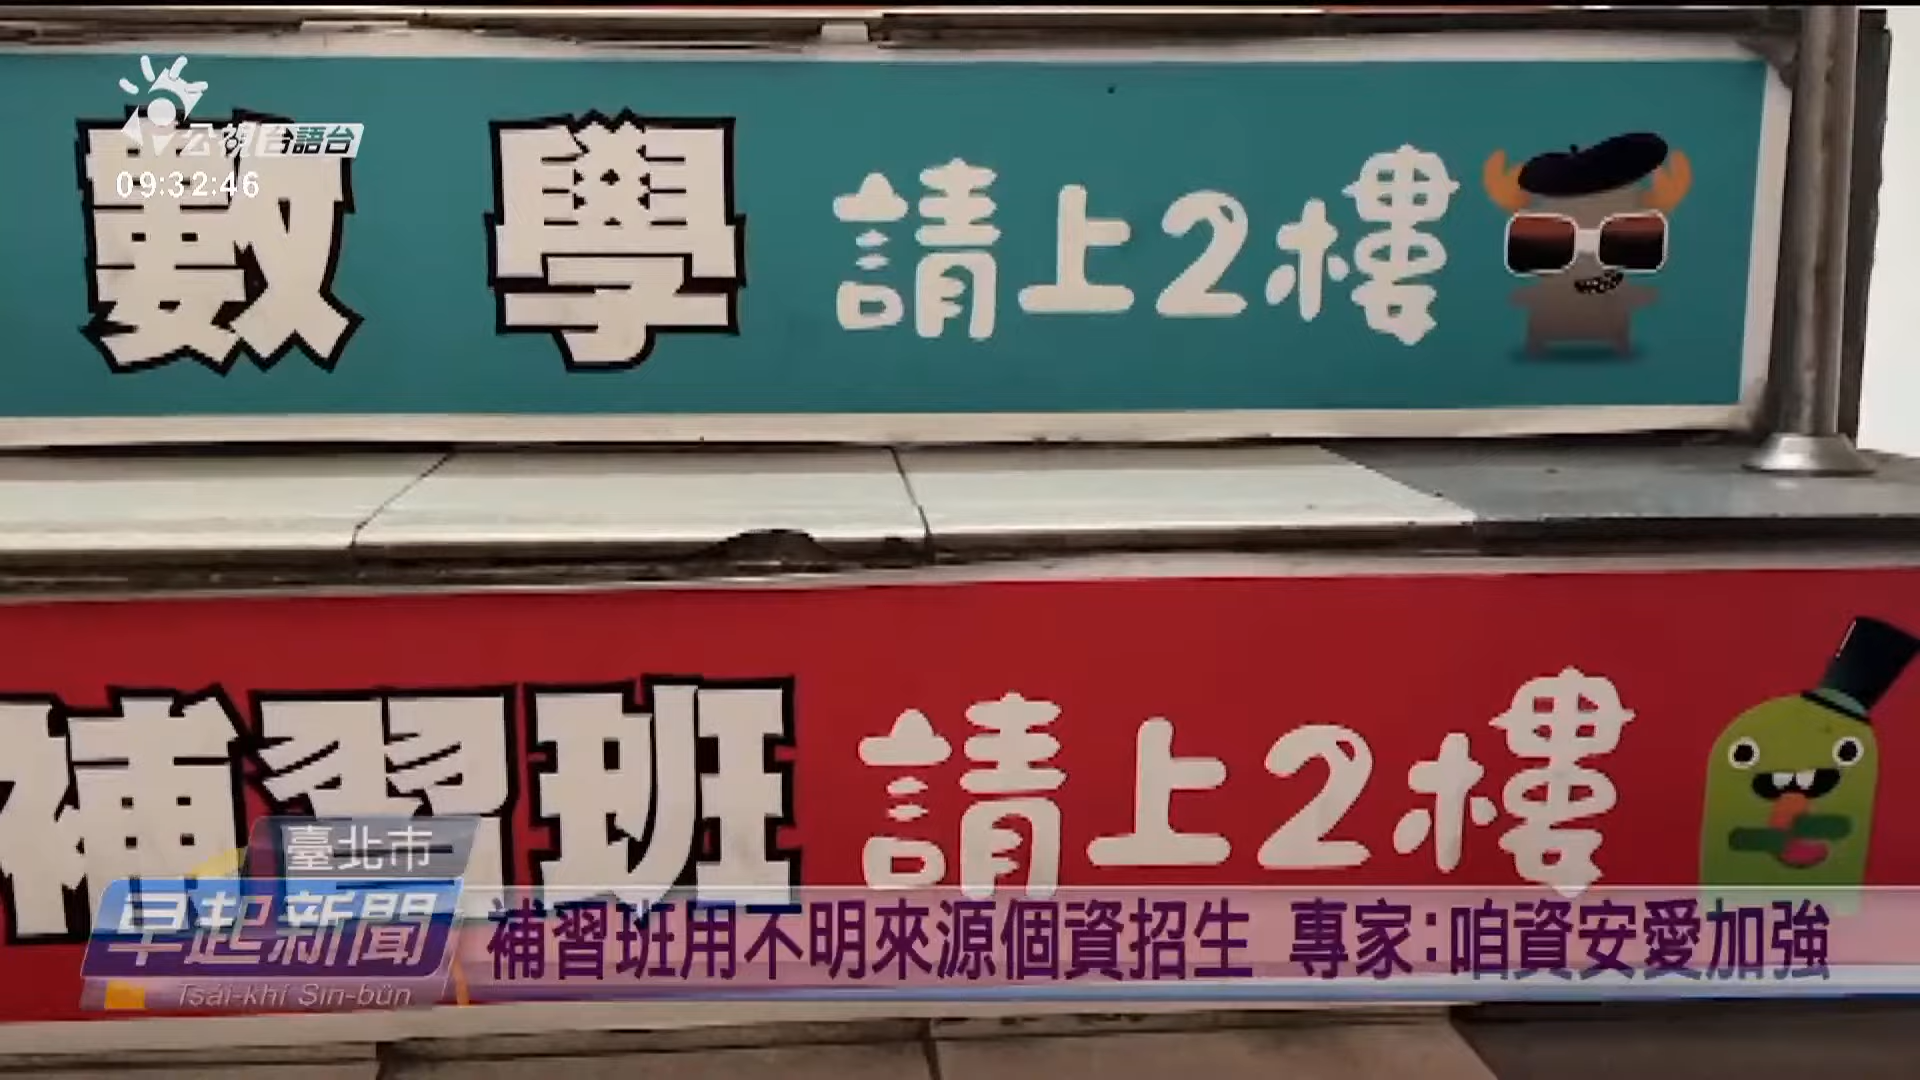 公視台語台
09:32:46
數學 請上2樓
補習班 請上2樓
臺北市
早起新聞
Tsái-khí Sin-bûn
補習班用不明來源個資招生 專家:咱資安愛加強